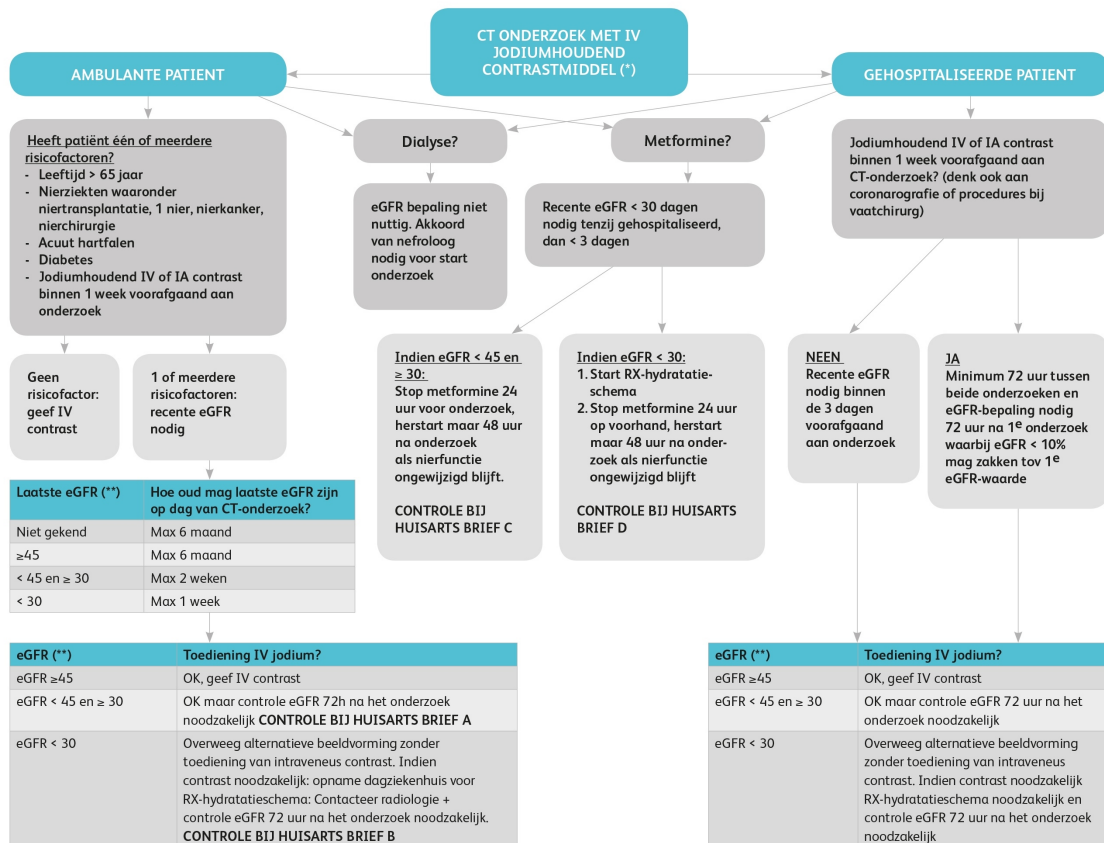 CT ONDERZOEK MET IV
JODIUMHOUDEND
CONTRASTMIDDEL (*)
AMBULANTE PATIENT
GEHOSPITALISEERDE PATIENT
Heeft patiënt één of meerdere
risicofactoren?
- Leeftijd > 65 jaar
- Nierziekten waaronder
niertransplantatie, 1 nier, nierkanker,
nierchirurgie
- Acuut hartfalen
- Diabetes
- Jodiumhoudend IV of IA contrast
binnen 1 week voorafgaand aan
onderzoek
Dialyse?
Metformine?
Jodiumhoudend IV of IA contrast
binnen 1 week voorafgaand aan
CT-onderzoek? (denk ook aan
coronarografie of procedures bij
vaatchirurg)
eGFR bepaling niet
nuttig. Akkoord
van nefroloog
nodig voor start
onderzoek
Recente eGFR < 30 dagen
nodig tenzij gehospitaliseerd,
dan < 3 dagen
Geen
risicofactor:
geef IV
contrast
1 of meerdere
risicofactoren:
recente eGFR
nodig
Indien eGFR < 45 en
≥ 30:
Stop metformine 24
uur voor onderzoek,
herstart maar 48 uur
na onderzoek
als nierfunctie
ongewijzigd blijft.
CONTROLE BIJ
HUISARTS BRIEF C
Indien eGFR < 30:
1. Start RX-hydratatie-
schema
2. Stop metformine 24 uur
op voorhand, herstart
maar 48 uur na onder-
zoek als nierfunctie
ongewijzigd blijft
CONTROLE BIJ HUISARTS
BRIEF D
NEEN
Recente eGFR
nodig binnen
de 3 dagen
voorafgaand
aan onderzoek
JA
Minimum 72 uur tussen
beide onderzoeken en
eGFR-bepaling nodig
72 uur na 1e onderzoek
waarbij eGFR < 10%
mag zakken tov 1e
eGFR-waarde
Laatste eGFR (**) Hoe oud mag laatste eGFR zijn
op dag van CT-onderzoek?
Niet gekend Max 6 maand
≥45 Max 6 maand
< 45 en ≥ 30 Max 2 weken
< 30 Max 1 week
eGFR (**) Toediening IV jodium?
eGFR ≥45 OK, geef IV contrast
eGFR < 45 en ≥ 30 OK maar controle eGFR 72h na het onderzoek
noodzakelijk CONTROLE BIJ HUISARTS BRIEF A
eGFR < 30 Overweeg alternatieve beeldvorming zonder
toediening van intraveneus contrast. Indien
contrast noodzakelijk: opname dagziekenhuis voor
RX-hydratatieschema: Contacteer radiologie +
controle eGFR 72 uur na het onderzoek noodzakelijk.
CONTROLE BIJ HUISARTS BRIEF B
eGFR (**) Toediening IV jodium?
eGFR ≥45 OK, geef IV contrast
eGFR < 45 en ≥ 30 OK maar controle eGFR 72 uur na het
onderzoek noodzakelijk
eGFR < 30 Overweeg alternatieve beeldvorming
zonder toediening van intraveneus
contrast. Indien contrast noodzakelijk
RX-hydratatieschema noodzakelijk en
controle eGFR 72 uur na het onderzoek
noodzakelijk